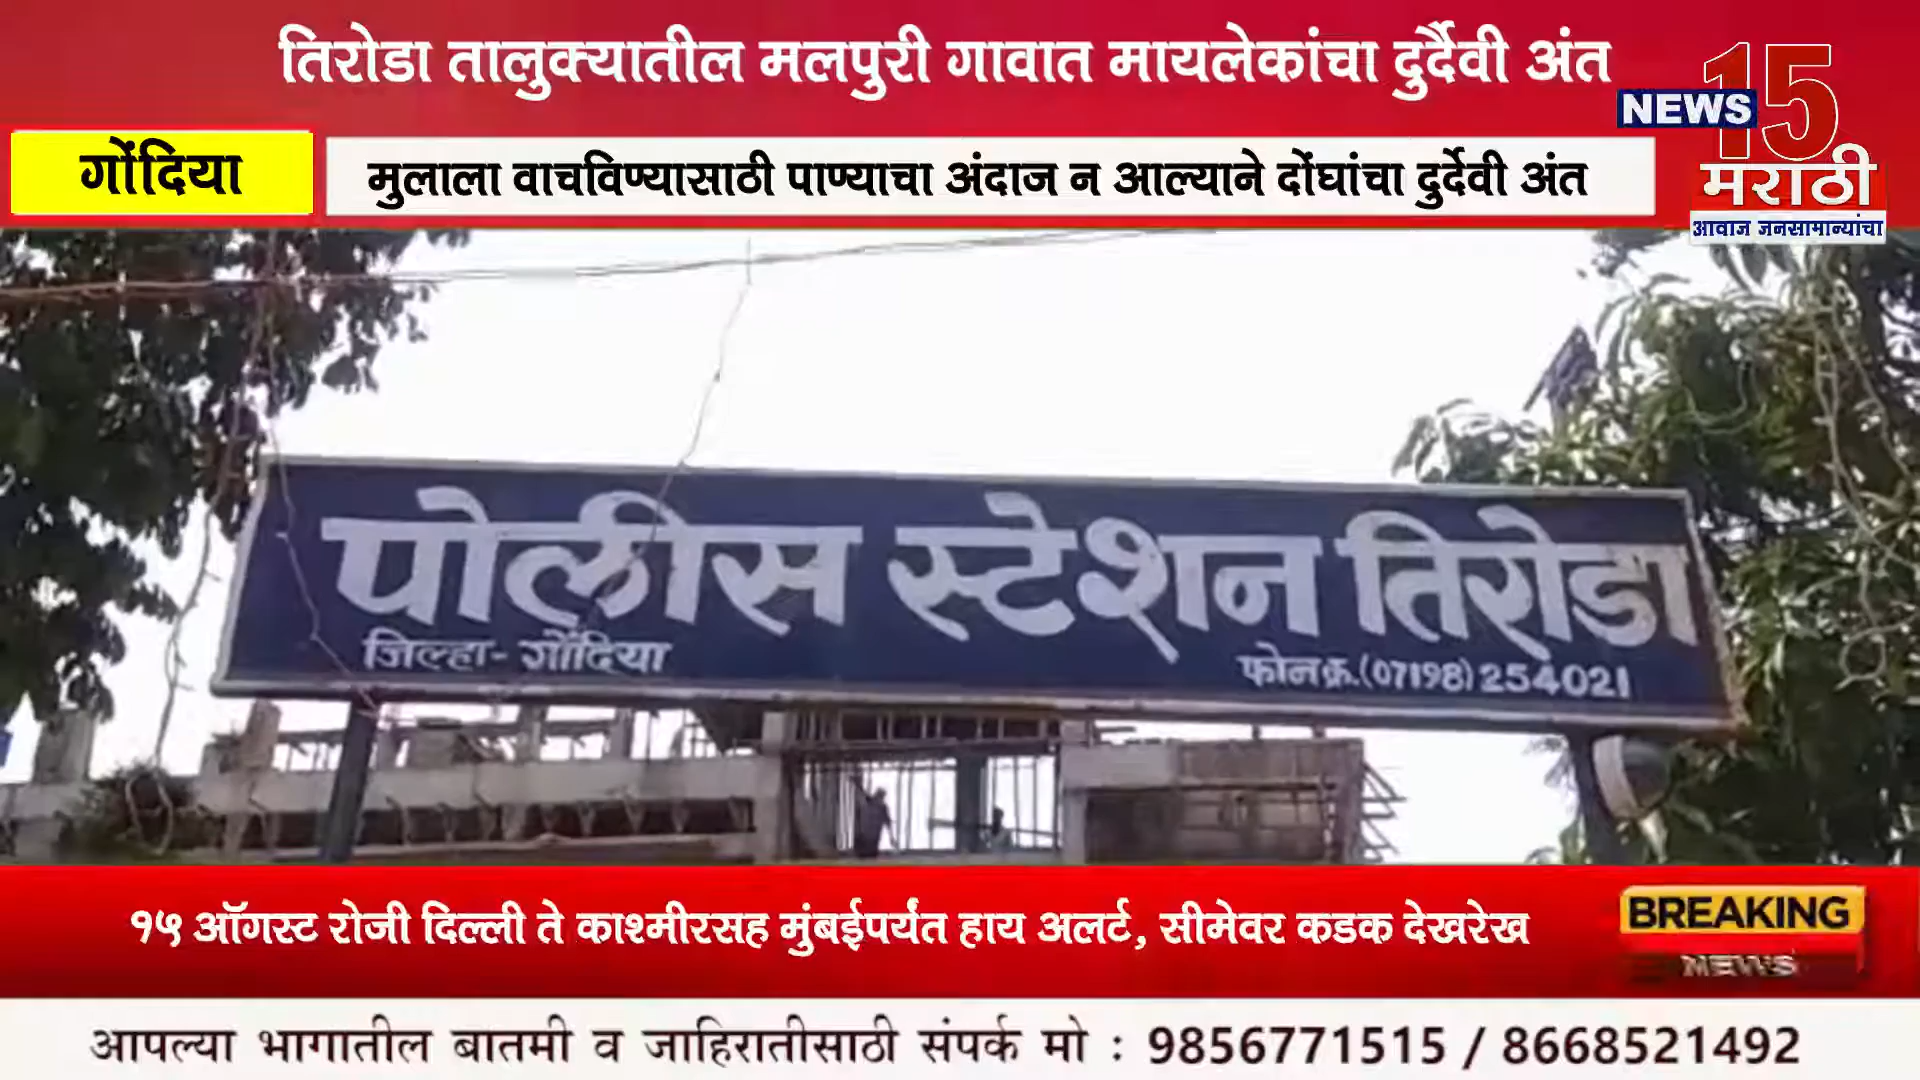 तिरोडा तालुक्यातील मलपुरी गावात मायलेकांचा दुर्दैवी अंत
NEWS 15
मराठी
आवाज जनसामान्यांचा
गोंदिया
मुलाला वाचविण्यासाठी पाण्याचा अंदाज न आल्याने दोंघांचा दुर्देवी अंत
पोलीस स्टेशन तिरोडा
जिल्हा- गोंदिया
फोन क्र.(07198) 254021
१५ ऑगस्ट रोजी दिल्ली ते काश्मीरसह मुंबईपर्यंत हाय अलर्ट, सीमेवर कडक देखरेख
BREAKING
NEWS
आपल्या भागातील बातमी व जाहिरातीसाठी संपर्क मो : 9856771515 / 8668521492